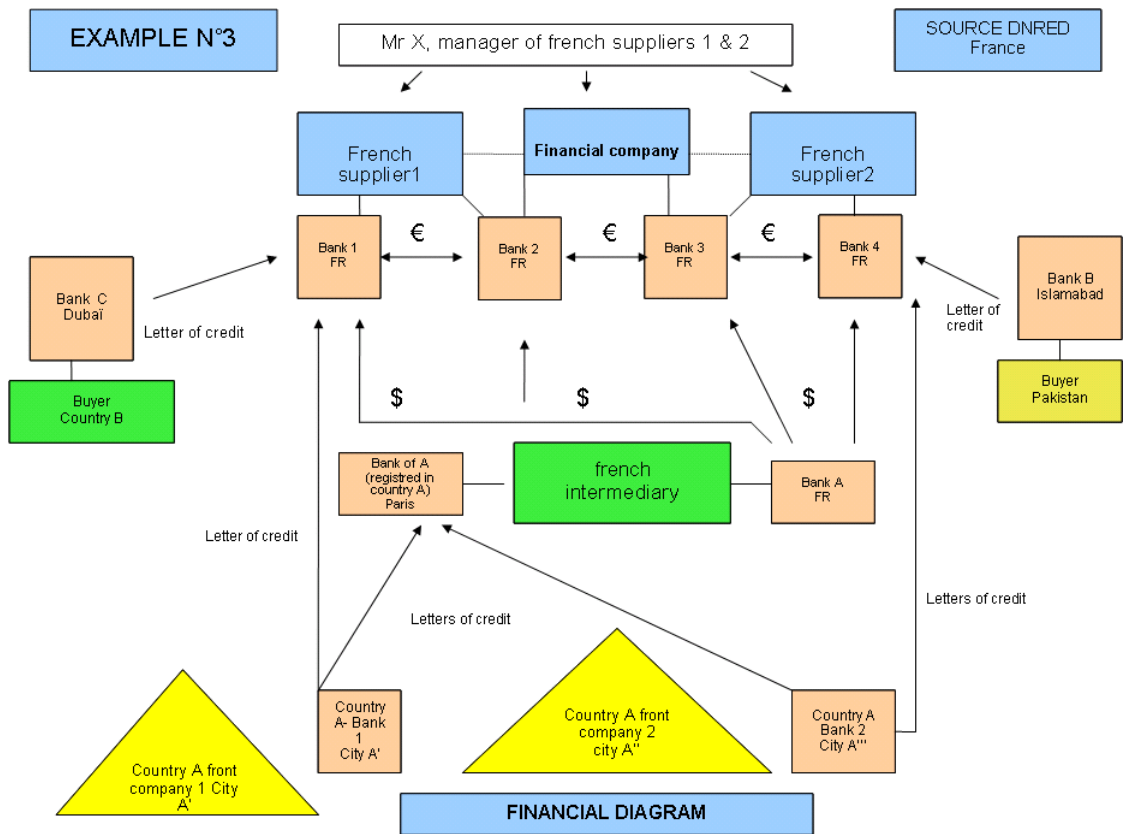 EXAMPLE N°3
Mr X, manager of french suppliers 1 & 2
SOURCE DNRED
France
French
supplier1
Financial company
French
supplier2
Bank 1
FR
€
Bank 2
FR
€
Bank 3
FR
€
Bank 4
FR
Bank C
Dubaï
Letter of credit
Bank B
Islamabad
Letter of
credit
Buyer
Country B
Buyer
Pakistan
$
$
$
Bank of A
(registred in
country A)
Paris
french
intermediary
Bank A
FR
Letter of credit
Letters of credit
Letters of credit
Country A front
company 1 City
A'
Country
A- Bank
1
City A'
Country A front
company 2
city A''
Country A
Bank 2
City A'''
FINANCIAL DIAGRAM